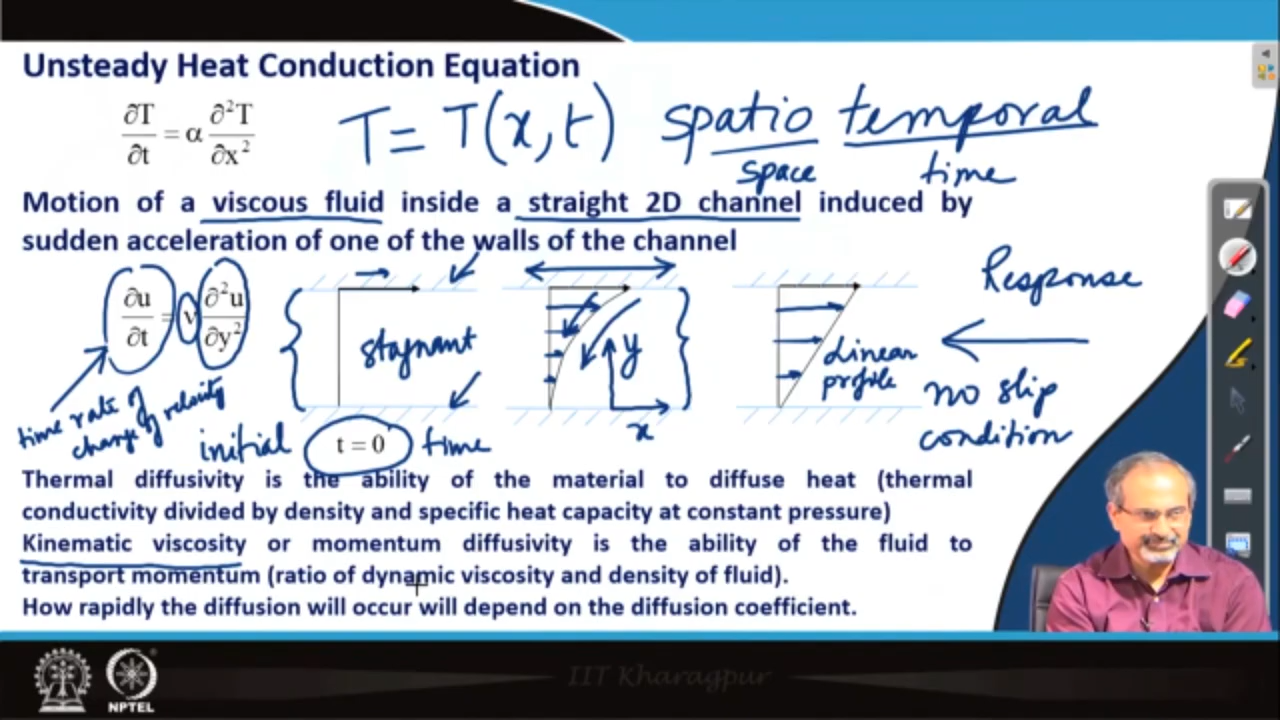 Unsteady Heat Conduction Equation
∂T/∂t = α ∂²T/∂x²
T = T(x, t) spatio temporal
space time
Motion of a viscous fluid inside a straight 2D channel induced by
sudden acceleration of one of the walls of the channel
∂u/∂t = ν ∂²u/∂y²
stagnant
y
x
Linear
profile
Response
no slip
condition
time rate of
change of velocity
initial t = 0 time
Thermal diffusivity is the ability of the material to diffuse heat (thermal
conductivity divided by density and specific heat capacity at constant pressure)
Kinematic viscosity or momentum diffusivity is the ability of the fluid to
transport momentum (ratio of dynamic viscosity and density of fluid).
How rapidly the diffusion will occur will depend on the diffusion coefficient.
IIT Kharagpur
NPTEL